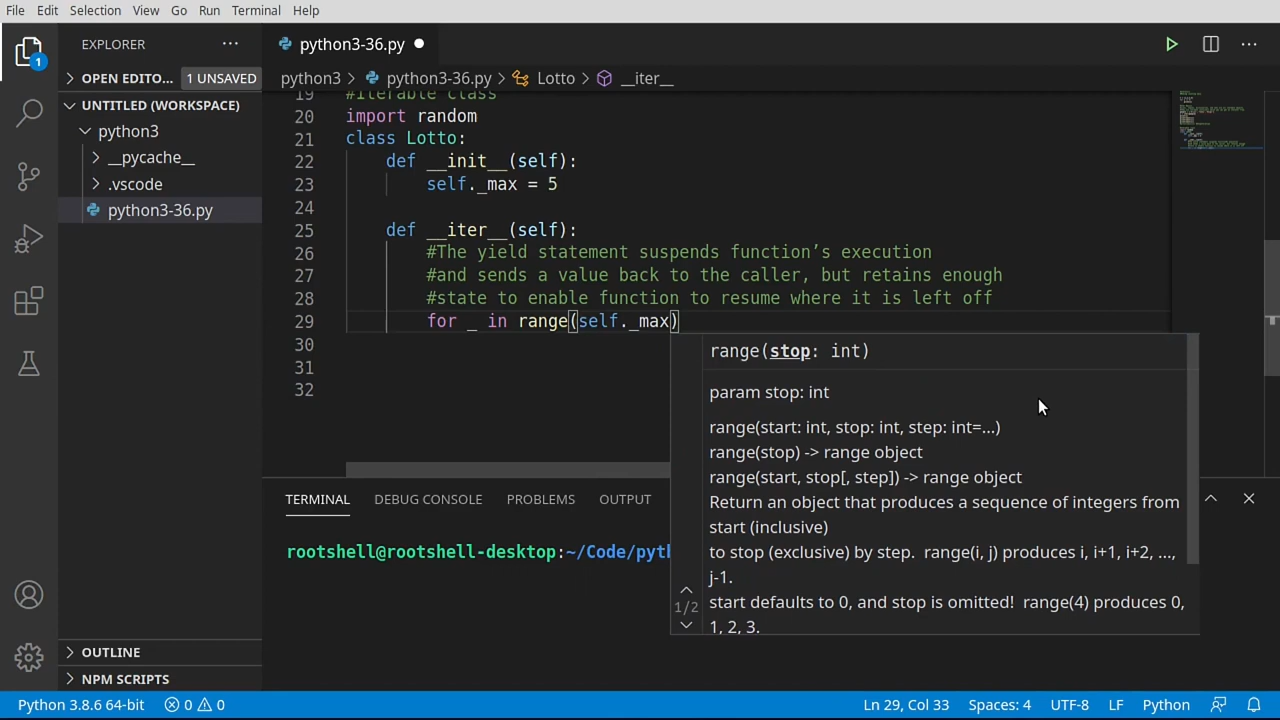 File Edit Selection View Go Run Terminal Help
EXPLORER
python3-36.py
1
OPEN EDITO... 1 UNSAVED
python3 > python3-36.py > Lotto > __iter__
UNTITLED (WORKSPACE)
python3
__pycache__
.vscode
python3-36.py
19 #iterable class
20 import random
21 class Lotto:
22 def __init__(self):
23 self._max = 5
24
25 def __iter__(self):
26 #The yield statement suspends function’s execution
27 #and sends a value back to the caller, but retains enough
28 #state to enable function to resume where it is left off
29 for _ in range(self._max)
30
31
32
range(stop: int)
param stop: int
range(start: int, stop: int, step: int=...)
range(stop) -> range object
range(start, stop[, step]) -> range object
Return an object that produces a sequence of integers from
start (inclusive)
to stop (exclusive) by step.  range(i, j) produces i, i+1, i+2, ...,
j-1.
start defaults to 0, and stop is omitted!  range(4) produces 0,
1, 2, 3.
1/2
TERMINAL DEBUG CONSOLE PROBLEMS OUTPUT
rootshell@rootshell-desktop:~/Code/pyth
OUTLINE
NPM SCRIPTS
Python 3.8.6 64-bit 0 0 Ln 29, Col 33 Spaces: 4 UTF-8 LF Python